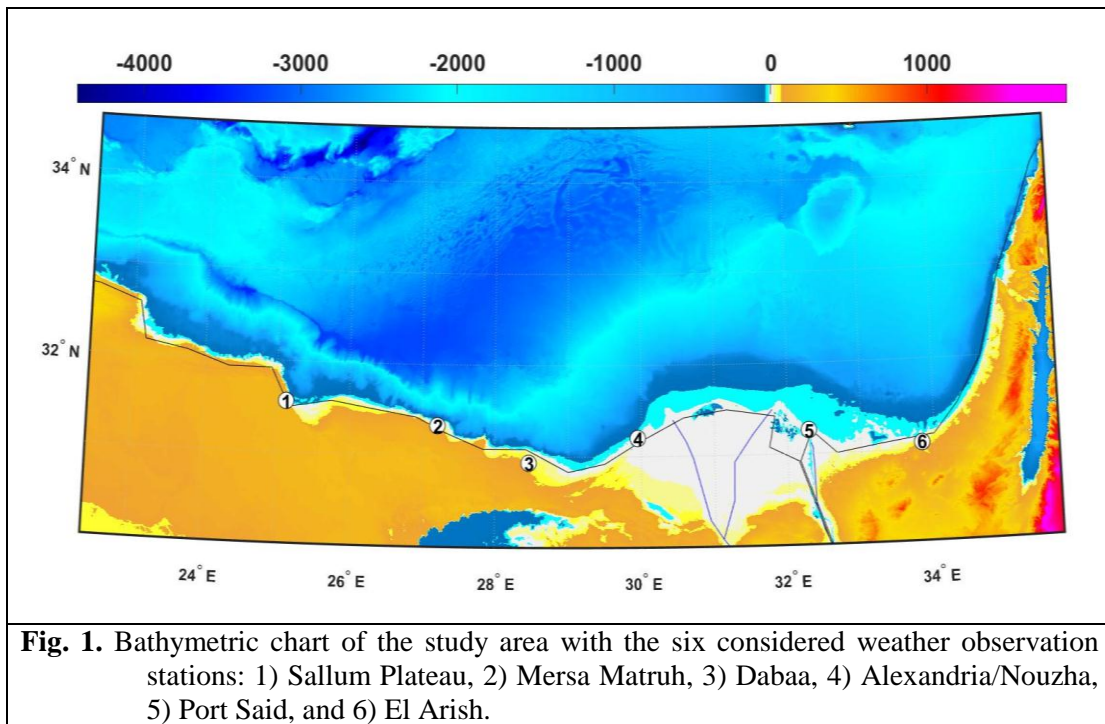 -4000 -3000 -2000 -1000 0 1000
34° N
32° N
1
2
3
4
5
6
24° E 26° E 28° E 30° E 32° E 34° E
Fig. 1. Bathymetric chart of the study area with the six considered weather observation
stations: 1) Sallum Plateau, 2) Mersa Matruh, 3) Dabaa, 4) Alexandria/Nouzha,
5) Port Said, and 6) El Arish.